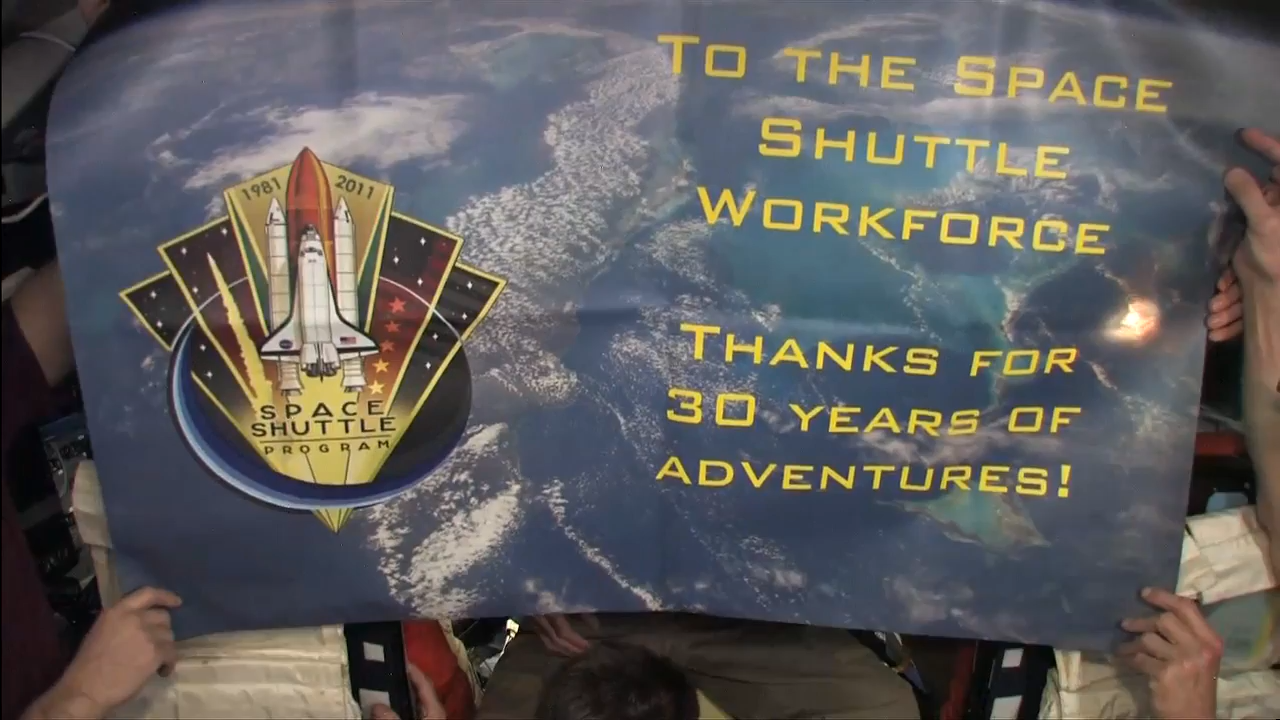 1981 2011
SPACE
SHUTTLE
PROGRAM
TO THE SPACE
SHUTTLE
WORKFORCE
THANKS FOR
30 YEARS OF
ADVENTURES!